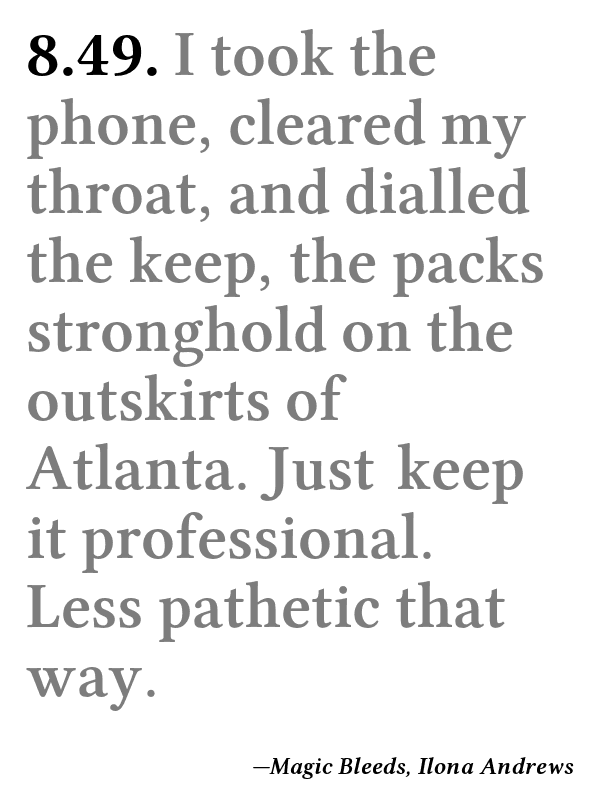 8.49. I took the
phone, cleared my
throat, and dialled
the keep, the packs
stronghold on the
outskirts of
Atlanta. Just keep
it professional.
Less pathetic that
way.
—Magic Bleeds, Ilona Andrews